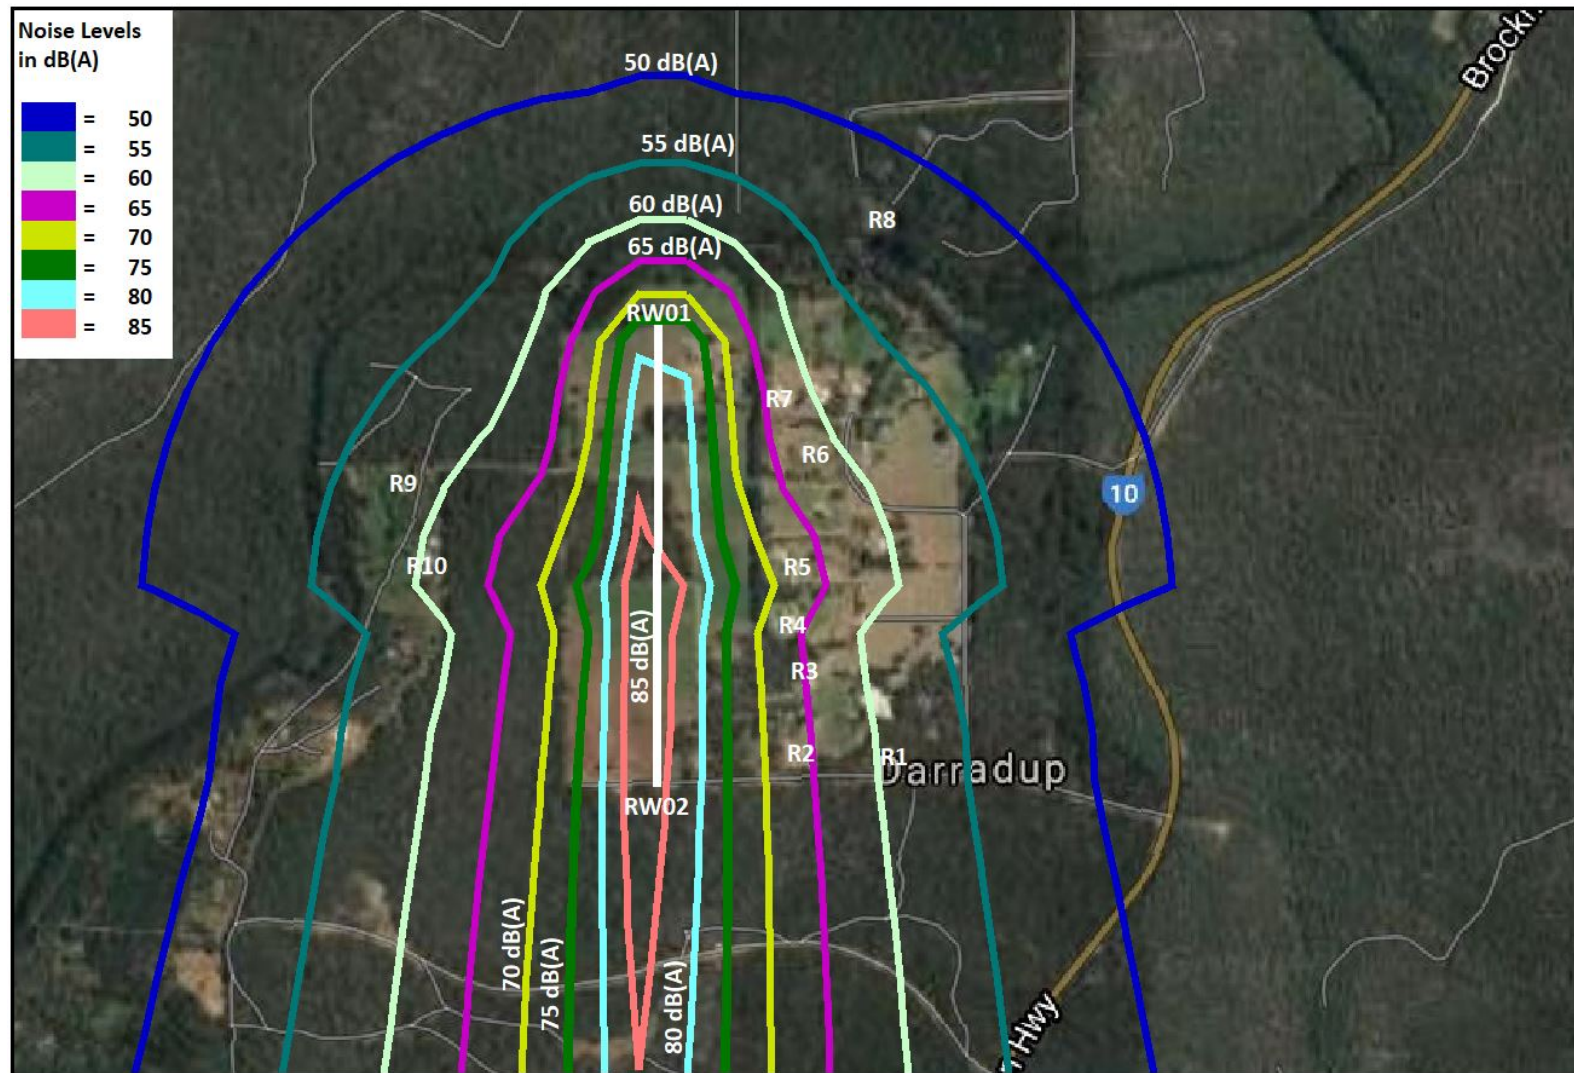 Noise Levels
in dB(A)
= 50
= 55
= 60
= 65
= 70
= 75
= 80
= 85
50 dB(A)
55 dB(A)
60 dB(A)
65 dB(A)
RW01
R8
R7
R6
R9
10
R10
R5
R4
R3
85 dB(A)
R2
R1
Darradup
RW02
70 dB(A)
75 dB(A)
80 dB(A)
Hwy